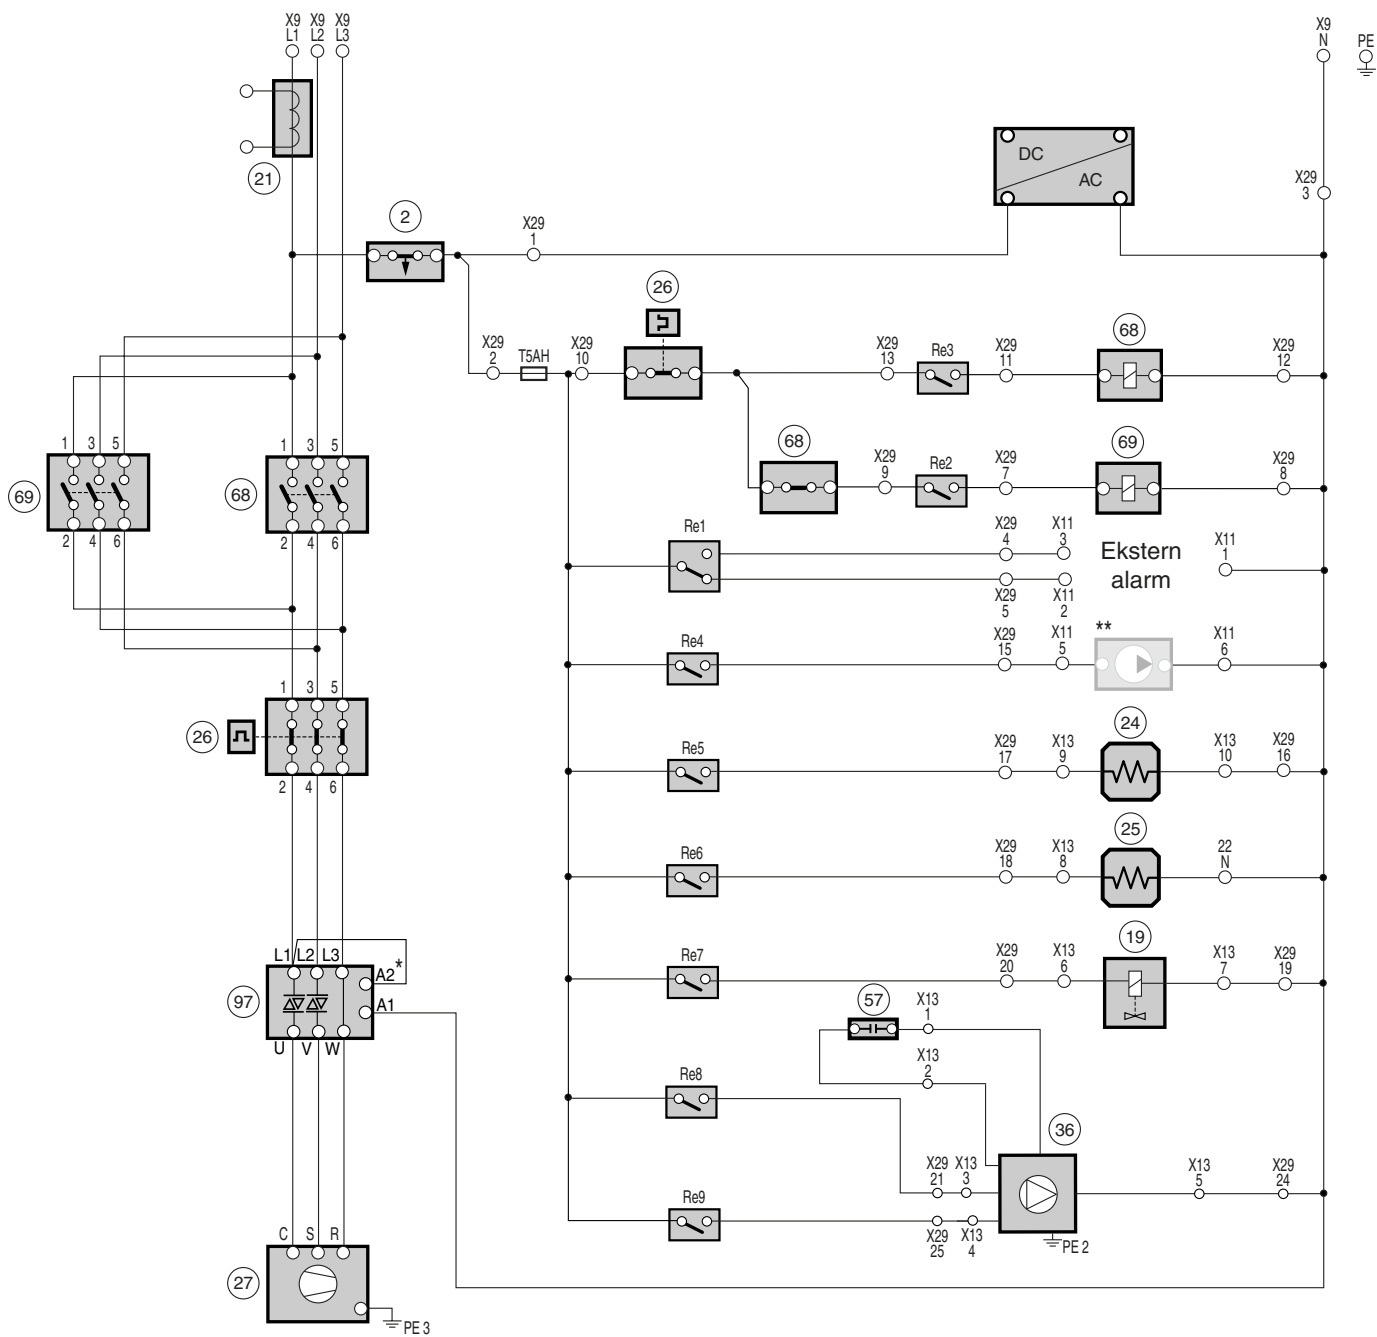 X9 X9 X9
L1 L2 L3
X9
N
PE
21
DC
AC
X29
3
2
X29
1
26
X29
2
T5AH
X29
10
X29
13
Re3
X29
11
68
X29
12
1 3 5
69
2 4 6
1 3 5
68
2 4 6
68
X29
9
Re2
X29
7
69
X29
8
Re1
X29
4
X11
3
Ekstern
alarm
X11
1
X29
5
X11
2
Re4
X29
15
X11
5
**
X11
6
1 3 5
26
2 4 6
Re5
X29
17
X13
9
24
X13
10
X29
16
Re6
X29
18
X13
8
25
22
N
L1 L2 L3
A2*
A1
97
U V W
Re7
X29
20
X13
6
19
X13
7
X29
19
57
X13
1
X13
2
Re8
36
X29
21
X13
3
X13
5
X29
24
Re9
X29
25
X13
4
PE 2
C S R
27
PE 3